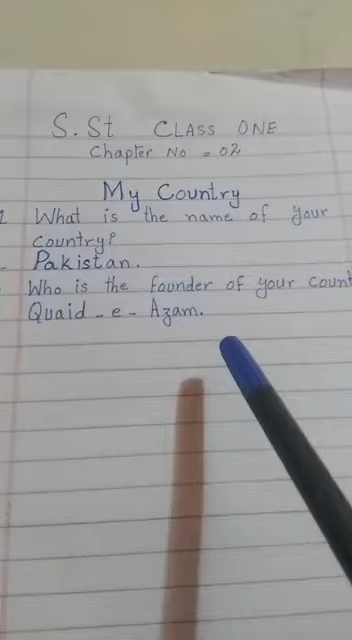 S.St CLASS ONE
Chapter No = 02
My Country
What is the name of your
country?
Pakistan.
Who is the founder of your
Quaid-e-Azam.